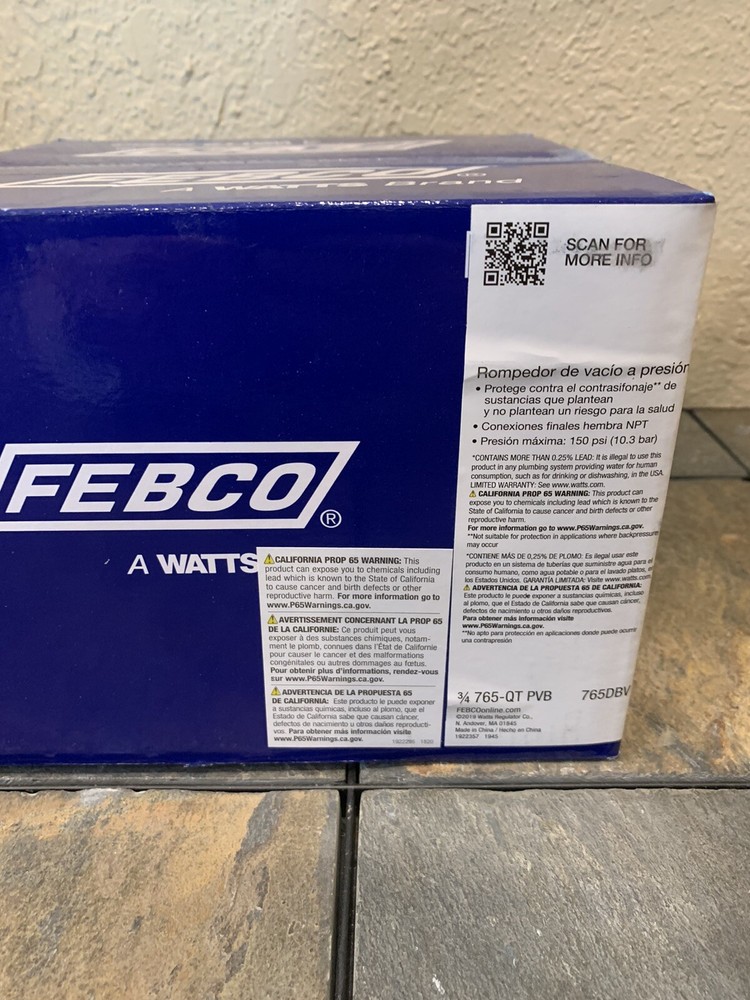 FEBCO®
A WATTS Brand
FEBCO®
A WATTS
SCAN FOR
MORE INFO
Rompedor de vacío a presión
• Protege contra el contrasifonaje** de
sustancias que plantean
y no plantean un riesgo para la salud
• Conexiones finales hembra NPT
• Presión máxima: 150 psi (10.3 bar)
*CONTAINS MORE THAN 0.25% LEAD: It is illegal to use this
product in any plumbing system providing water for human
consumption, such as for drinking or dishwashing, in the USA.
LIMITED WARRANTY: See www.watts.com.
⚠ CALIFORNIA PROP 65 WARNING: This product can
expose you to chemicals including lead which is known to the
State of California to cause cancer and birth defects or other
reproductive harm.
For more information go to www.P65Warnings.ca.gov.
**Not suitable for protection in applications where backpressure
may occur
*CONTIENE MÁS DE 0,25% DE PLOMO: Es ilegal usar este
producto en un sistema de tuberías que suministre agua para el
consumo humano, como agua potable o para el lavado platos, en
los Estados Unidos. GARANTÍA LIMITADA: Visite www.watts.com.
⚠ ADVERTENCIA DE LA PROPUESTA 65 DE CALIFORNIA:
Este producto le puede exponer a sustancias químicas, incluso
al plomo, que el Estado de California sabe que causan cáncer,
defectos de nacimiento u otros daños reproductivos.
Para obtener más información visite
www.P65Warnings.ca.gov.
**No apto para protección en aplicaciones donde puede ocurrir
una contrapresión
¾ 765-QT PVB 765DBV
FEBCOonline.com
©2019 Watts Regulator Co.,
N. Andover, MA 01845
Made in China / Hecho en China
1922357 1945
⚠ CALIFORNIA PROP 65 WARNING: This
product can expose you to chemicals including
lead which is known to the State of California
to cause cancer and birth defects or other
reproductive harm. For more information go to
www.P65Warnings.ca.gov.
⚠ AVERTISSEMENT CONCERNANT LA PROP 65
DE LA CALIFORNIE: Ce produit peut vous
exposer à des substances chimiques, notam-
ment le plomb, connues dans l'État de Californie
pour causer le cancer et des malformations
congénitales ou autres dommages au fœtus.
Pour obtenir plus d'informations, rendez-vous
sur www.P65Warnings.ca.gov.
⚠ ADVERTENCIA DE LA PROPUESTA 65
DE CALIFORNIA: Este producto le puede exponer
a sustancias químicas, incluso al plomo, que el
Estado de California sabe que causan cáncer,
defectos de nacimiento u otros daños reproducti-
vos. Para obtener más información visite
www.P65Warnings.ca.gov.